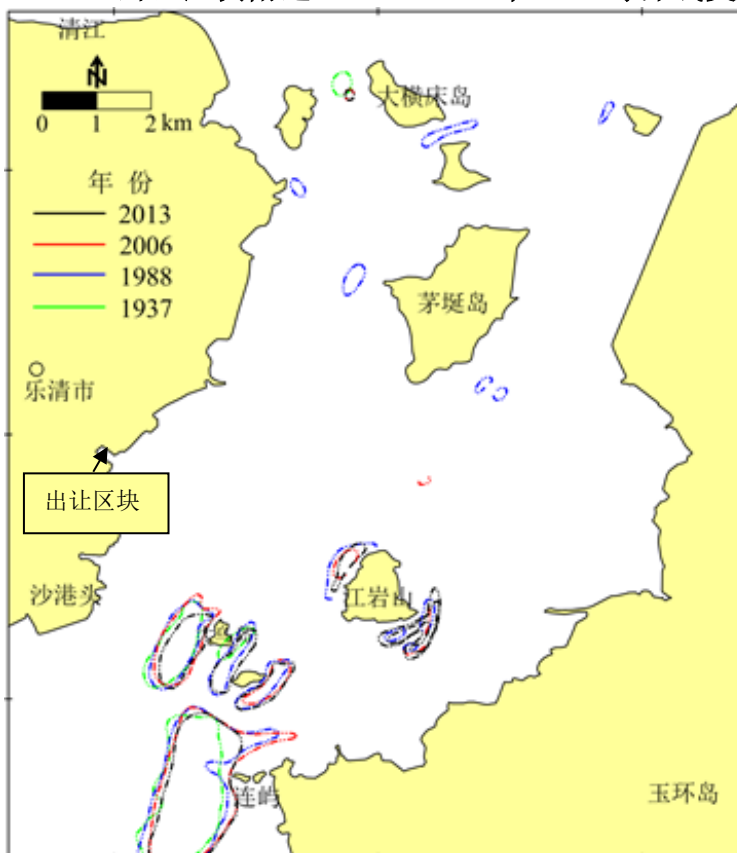 清江
N
大横床岛
0 1 2 km
年 份
2013
2006
1988
1937
茅埏岛
乐清市
出让区块
沙港头
江岩山
连屿
玉环岛